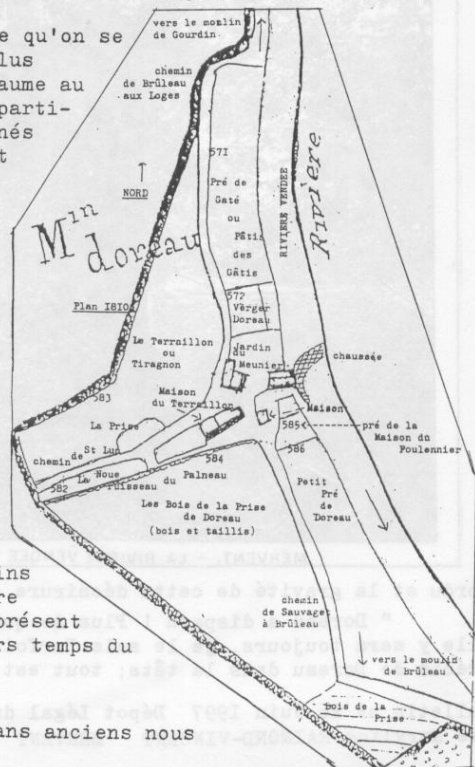 e qu'on se
lus
aume au
parti-
nés
t
vers le moulin
de Gourdin
chemin
de Brûleau
aux Loges
↑
NORD
571
Pré de
Gaté
ou
Pâtis
des
Gâtis
RIVIERE VENDEE
Rivière
Min
doreau
Plan I8IO
572
Verger
Doreau
Jardin
du
Meunier
chaussée
Le Terraillon
ou
Tiragnon
583
Maison
du Terraillon
Maison
585
pré de la
Maison du
Poulennier
586
La Prise
chemin de St Luc
La Noue
582
584
ruisseau du Palneau
Petit
Pré
de
Doreau
Les Bois de la Prise
de Doreau
(bois et taillis)
chemin
de Sauvaget
à Brûleau
vers le moulin
de Brûleau
bois de la
Prise
ins
re
présent
rs temps du
ans anciens nous